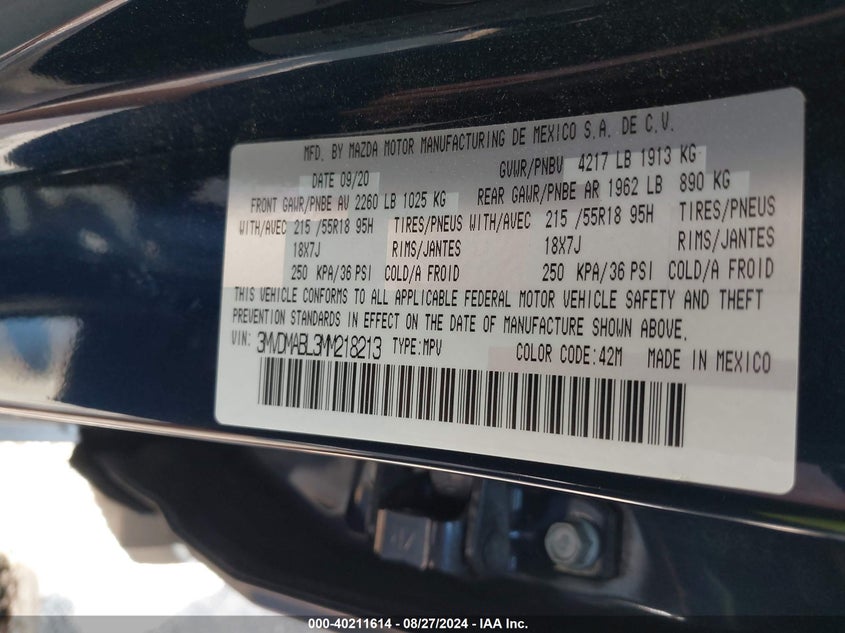 MFD. BY MAZDA MOTOR MANUFACTURING DE MEXICO S.A. DE C.V.
DATE 09/20 GVWR/PNBV 4217 LB 1913 KG
FRONT GAWR/PNBE AV 2260 LB 1025 KG REAR GAWR/PNBE AR 1962 LB 890 KG
WITH/AVEC 215 /55R18 95H TIRES/PNEUS WITH/AVEC 215 /55R18 95H TIRES/PNEUS
18X7J RIMS/JANTES 18X7J RIMS/JANTES
250 KPA/36 PSI COLD/A FROID 250 KPA/36 PSI COLD/A FROID
THIS VEHICLE CONFORMS TO ALL APPLICABLE FEDERAL MOTOR VEHICLE SAFETY AND THEFT
PREVENTION STANDARDS IN EFFECT ON THE DATE OF MANUFACTURE SHOWN ABOVE.
VIN: 3MVDMABL3MM218213 TYPE:MPV COLOR CODE:42M MADE IN MEXICO
000-40211614 - 08/27/2024 - IAA Inc.